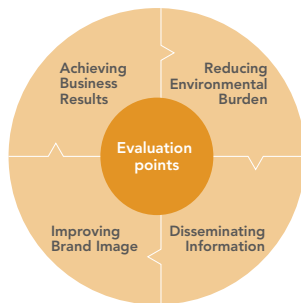 Achieving
Business
Results
Reducing
Environmental
Burden
Evaluation
points
Improving
Brand Image
Disseminating
Information